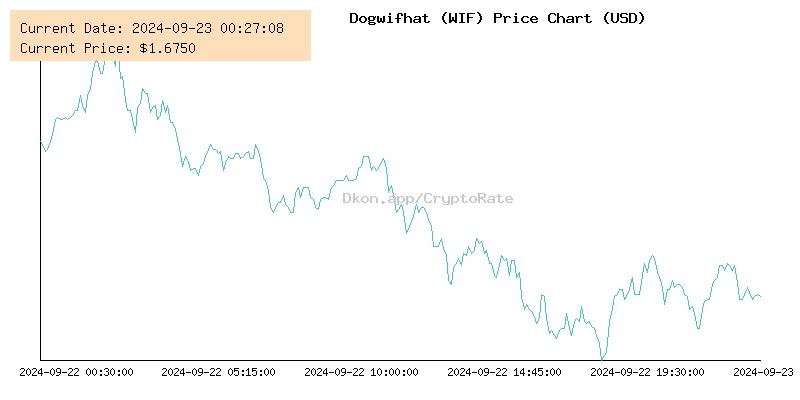 Dogwifhat (WIF) Price Chart (USD)
Current Date: 2024-09-23 00:27:08
Current Price: $1.6750
Dkon.app/CryptoRate
2024-09-22 00:30:00 2024-09-22 05:15:00 2024-09-22 10:00:00 2024-09-22 14:45:00 2024-09-22 19:30:00 2024-09-23